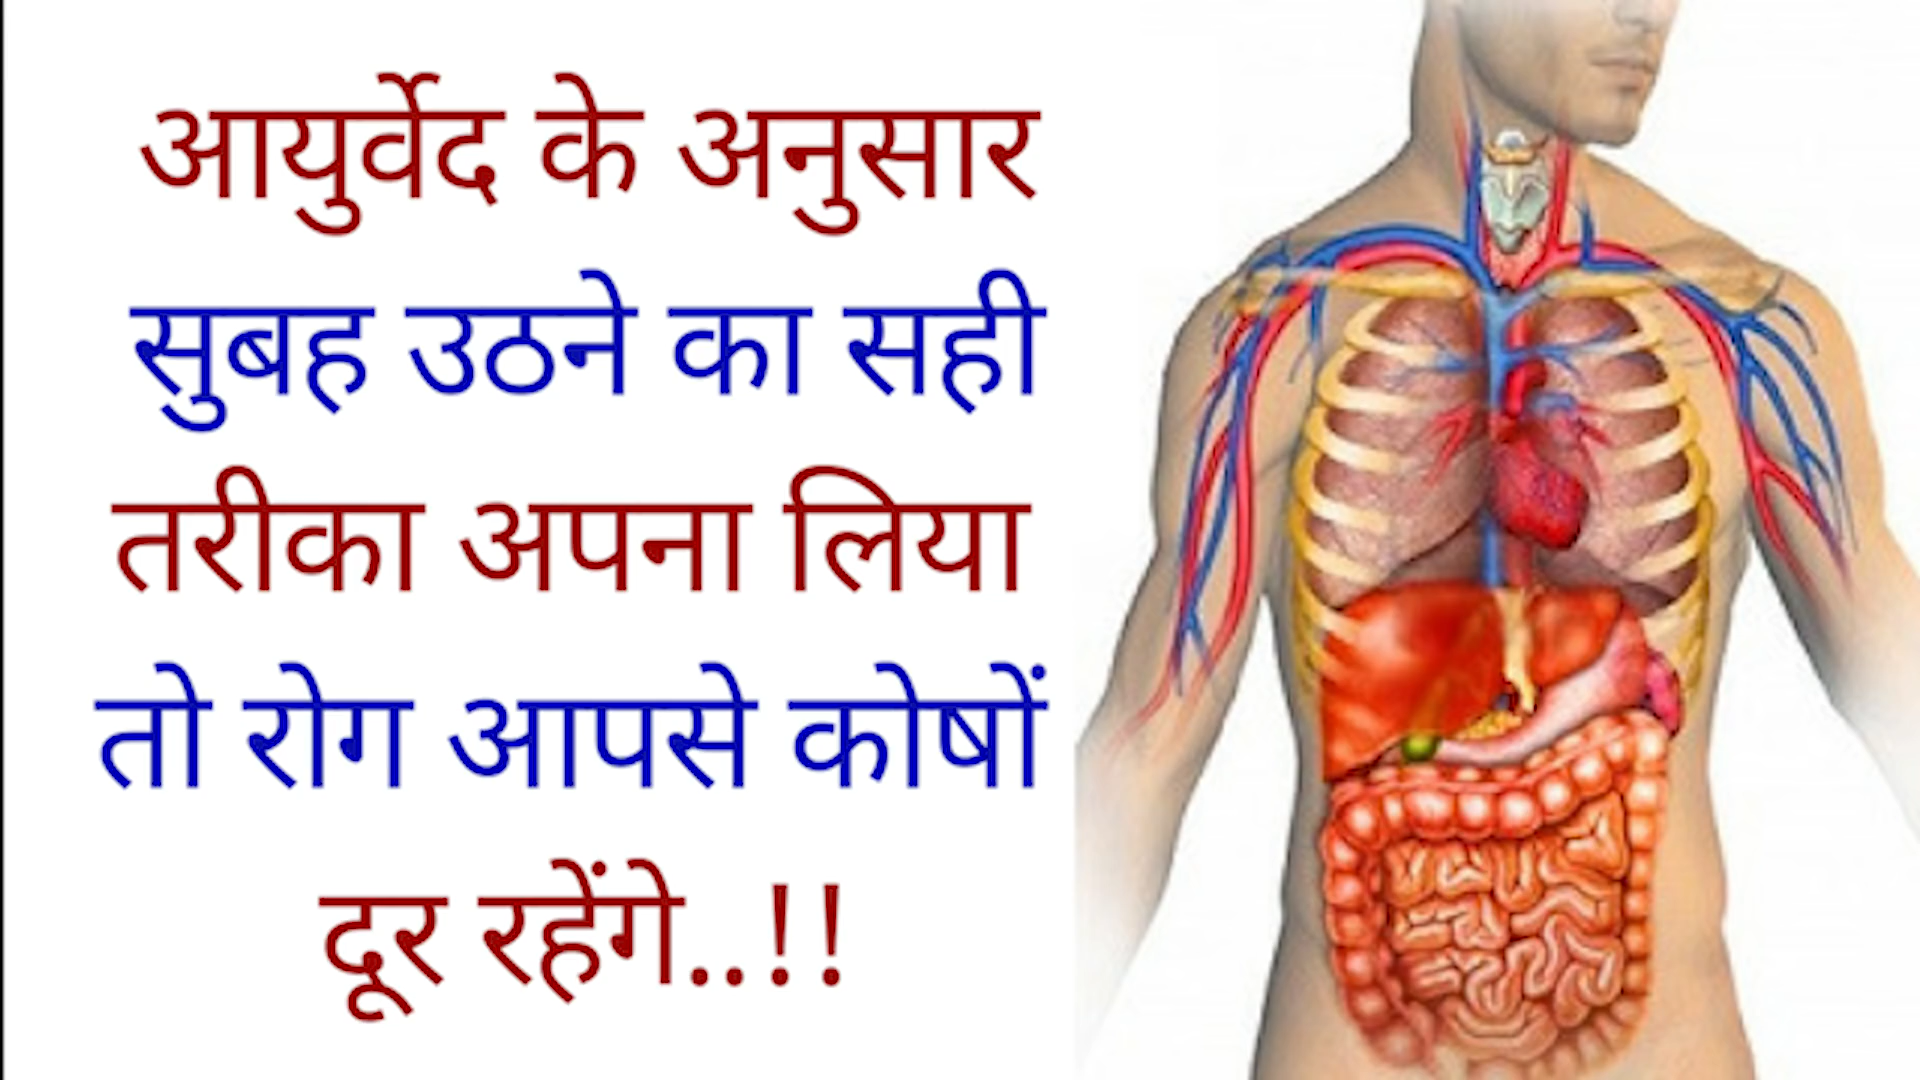 आयुर्वेद के अनुसार
सुबह उठने का सही
तरीका अपना लिया
तो रोग आपसे कोषों
दूर रहेंगे..!!